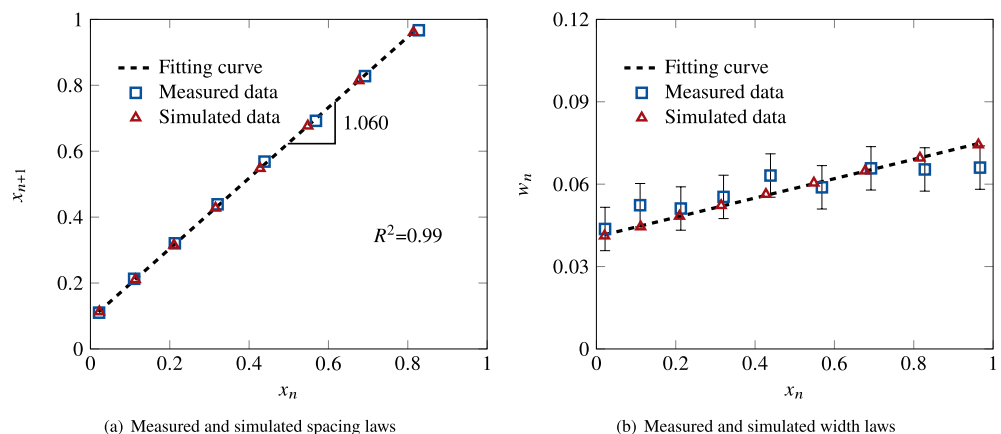 1
0.8
0.6
0.4
0.2
0
0
0.2
0.4
0.6
0.8
1
x_{n+1}
x_n
Fitting curve
Measured data
Simulated data
1.060
R²=0.99
(a) Measured and simulated spacing laws
0.12
0.09
0.06
0.03
0
0
0.2
0.4
0.6
0.8
1
w_n
x_n
Fitting curve
Measured data
Simulated data
(b) Measured and simulated width laws